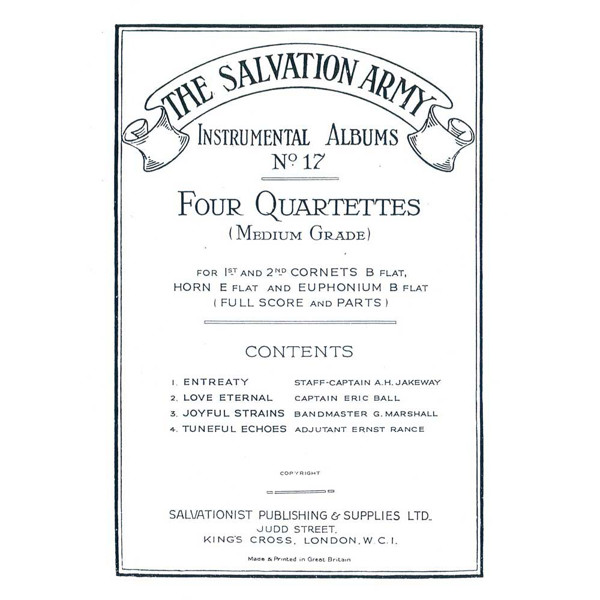 THE SALVATION ARMY
INSTRUMENTAL ALBUMS
Nº 17
FOUR QUARTETTES
(MEDIUM GRADE)
FOR 1ST AND 2ND CORNETS B FLAT,
HORN E FLAT AND EUPHONIUM B FLAT
(FULL SCORE AND PARTS)
CONTENTS
1. ENTREATY STAFF-CAPTAIN A.H. JAKEWAY
2. LOVE ETERNAL CAPTAIN ERIC BALL
3. JOYFUL STRAINS BANDMASTER G. MARSHALL
4. TUNEFUL ECHOES ADJUTANT ERNST RANCE
COPYRIGHT
SALVATIONIST PUBLISHING & SUPPLIES LTD.
JUDD STREET,
KING'S CROSS, LONDON, W.C.1.
Made & Printed in Great Britain